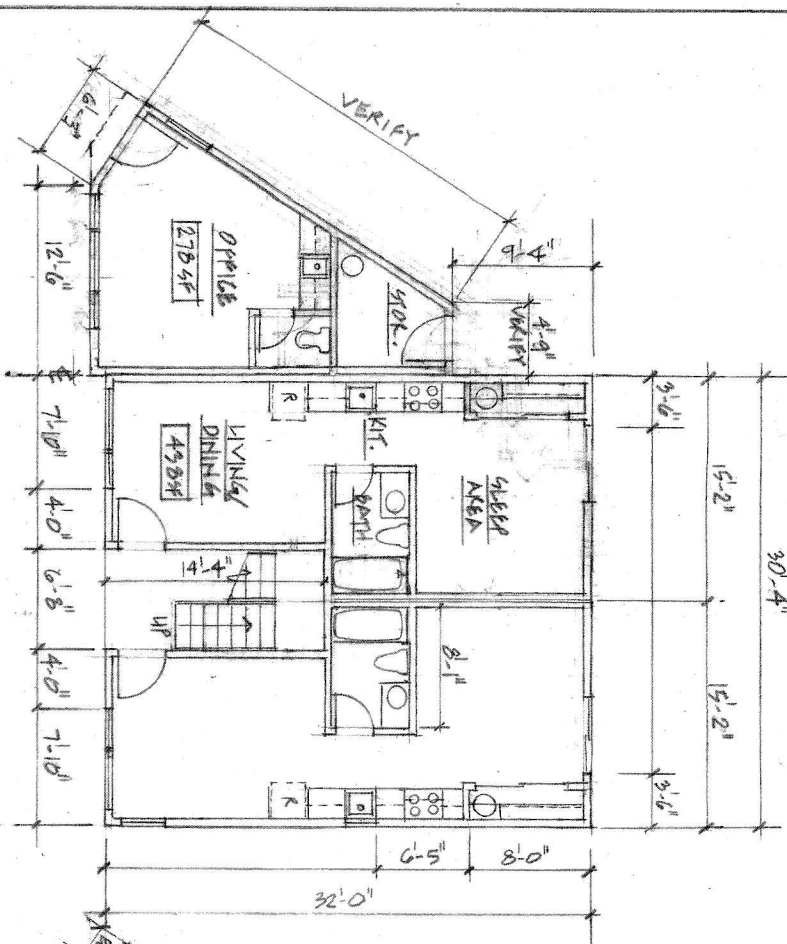 VERIFY
6'-3"
12'-6"
OFFICE
278 SF
STOR.
9'-4"
4'-9"
VERIFY
7'-10"
4'-0"
6'-8"
4'-0"
7'-10"
LIVING/
DINING
438 SF
R
KIT.
BATH
SLEEP
AREA
14'-4"
UP
8'-1"
R
3'-6"
15'-2"
30'-4"
15'-2"
3'-6"
6'-5"
8'-0"
32'-0"